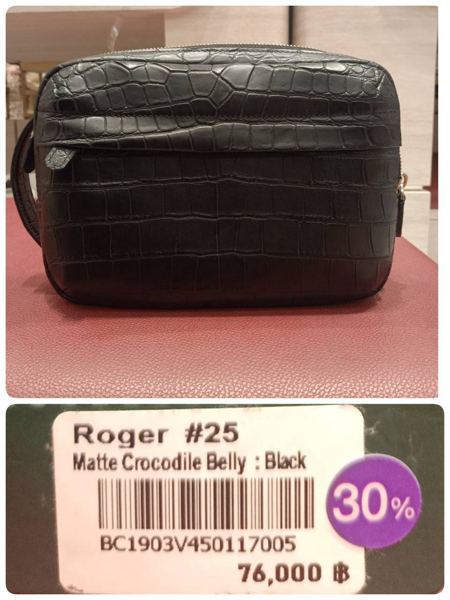 Roger #25
Matte Crocodile Belly : Black
30%
BC1903V450117005
76,000 ฿